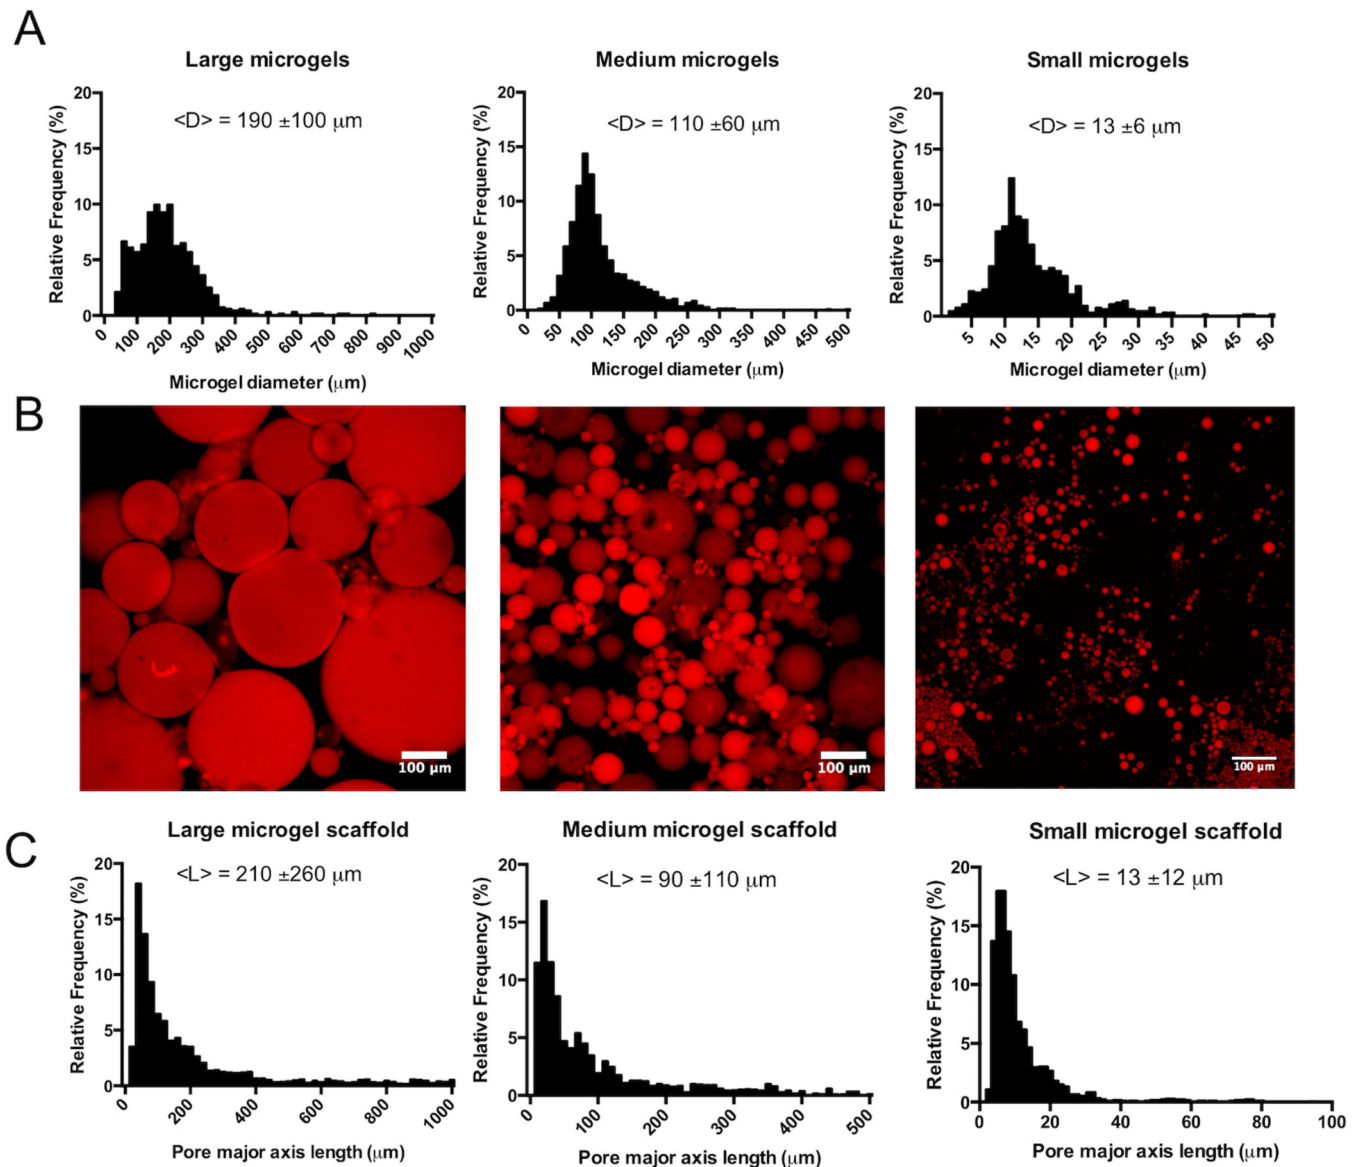 A
Large microgels
Medium microgels
Small microgels
<D> = 190 ±100 μm
<D> = 110 ±60 μm
<D> = 13 ±6 μm
Relative Frequency (%)
20
15
10
5
0
0 100 200 300 400 500 600 700 800 900 1000
Microgel diameter (μm)
Relative Frequency (%)
20
15
10
5
0
0 50 100 150 200 250 300 350 400 450 500
Microgel diameter (μm)
Relative Frequency (%)
20
15
10
5
0
5 10 15 20 25 30 35 40 45 50
Microgel diameter (μm)
B
100 μm
100 μm
100 μm
C
Large microgel scaffold
Medium microgel scaffold
Small microgel scaffold
<L> = 210 ±260 μm
<L> = 90 ±110 μm
<L> = 13 ±12 μm
Relative Frequency (%)
20
15
10
5
0
0 200 400 600 800 1000
Pore major axis length (μm)
Relative Frequency (%)
20
15
10
5
0
0 100 200 300 400 500
Pore major axis length (μm)
Relative Frequency (%)
20
15
10
5
0
0 20 40 60 80 100
Pore major axis length (μm)